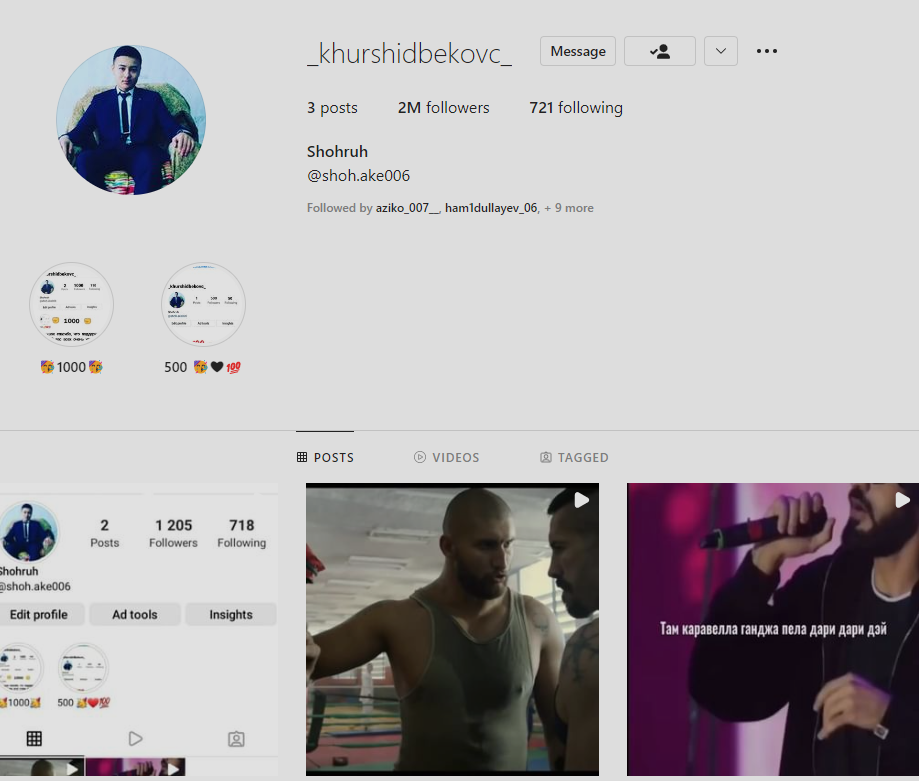 _khurshidbekovc_
Message
3 posts
2M followers
721 following
Shohruh
@shoh.ake006
Followed by aziko_007__, ham1dullayev_06, + 9 more
1000
1000
500
POSTS
VIDEOS
TAGGED
2
Posts
1 205
Followers
718
Following
Shohruh
@shoh.ake006
Edit profile
Ad tools
Insights
1000
500
Там каравелла ганджа пела дари дари дэй